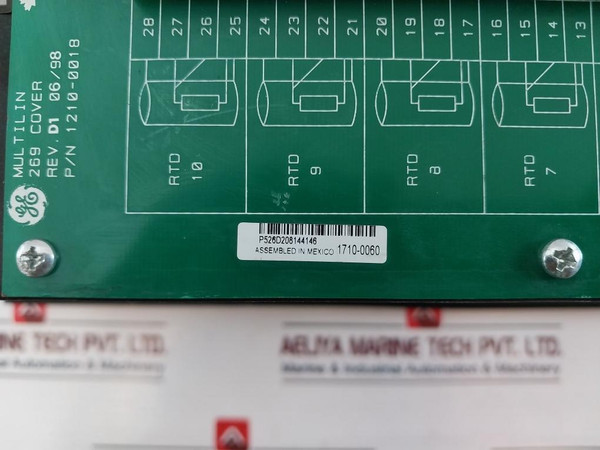 MULTILIN
269 COVER
REV. D1 06/98
P/N 1210-0018
GE
28 27 26 25 24 23 22 21 20 19 18 17 16 15 14 13
RTD 10
RTD 9
RTD 8
RTD 7
P526D208144146
ASSEMBLED IN MEXICO 1710-0060
NE TECH PVT. LTD.
Automation & Machinery
AELIYA MARINE TECH PVT. LTD.
Marine & Industrial Automation & Machinery